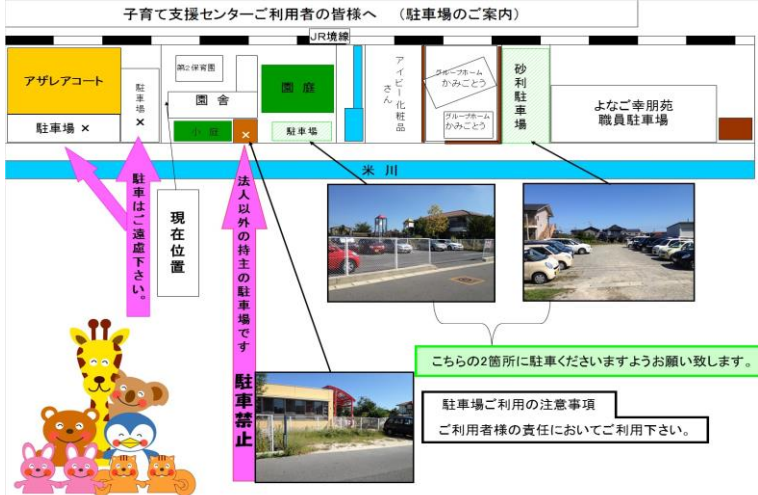 子育て支援センターご利用者の皆様へ （駐車場のご案内）
JR境線
アザレアコート
駐車場 ×
駐車場
×
第2保育園
園 舎
小 庭
×
園 庭
駐車場
アイビー化粧品さん
グループホーム
かみごとう
グループホーム
かみごとう
砂利駐車場
よなご幸朋苑
職員駐車場
米 川
駐車はご遠慮下さい。
現在位置
法人以外の持主の駐車場です 駐車禁止
こちらの2箇所に駐車くださいますようお願い致します。
駐車場ご利用の注意事項
ご利用者様の責任においてご利用下さい。